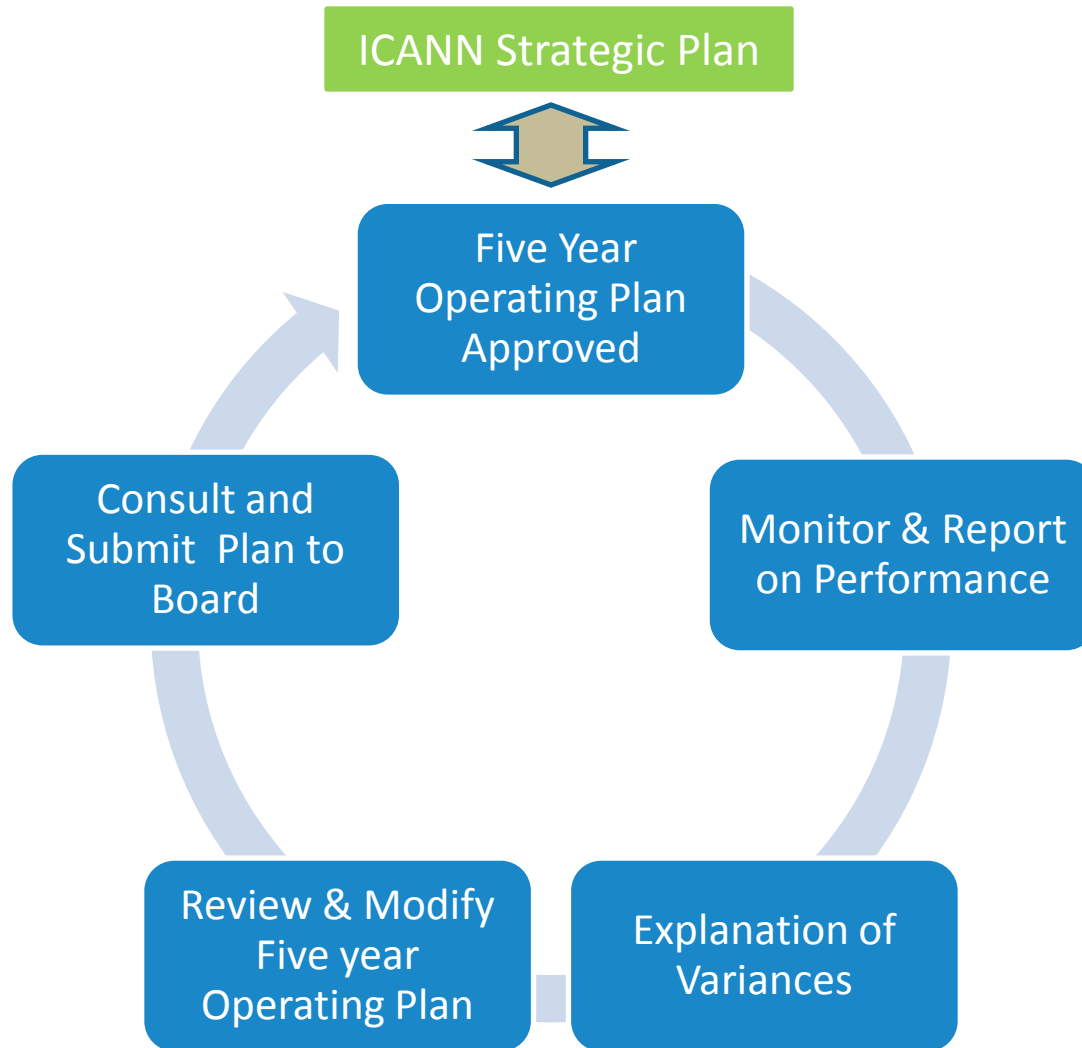 ICANN Strategic Plan
Five Year
Operating Plan
Approved
Monitor & Report
on Performance
Explanation of
Variances
Review & Modify
Five year
Operating Plan
Consult and
Submit  Plan to
Board